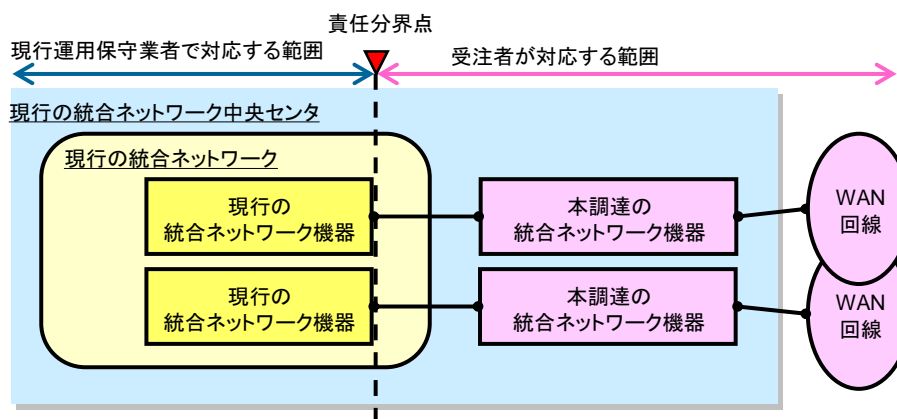 責任分界点
現行運用保守業者で対応する範囲
受注者が対応する範囲
現行の統合ネットワーク中央センタ
現行の統合ネットワーク
現行の
統合ネットワーク機器
本調達の
統合ネットワーク機器
WAN
回線
現行の
統合ネットワーク機器
本調達の
統合ネットワーク機器
WAN
回線